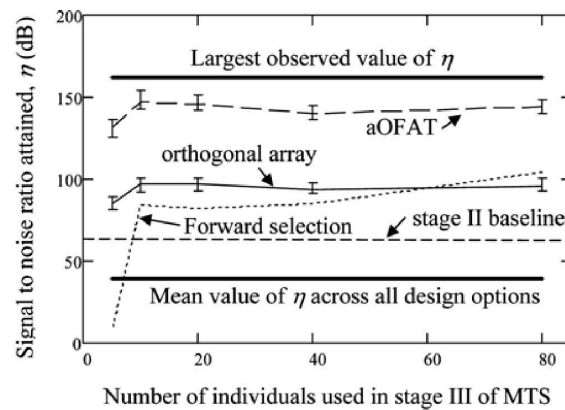 Signal to noise ratio attained, η (dB)
200
150
100
50
0
Largest observed value of η
aOFAT
orthogonal array
Forward selection
stage II baseline
Mean value of η across all design options
0
20
40
60
80
Number of individuals used in stage III of MTS